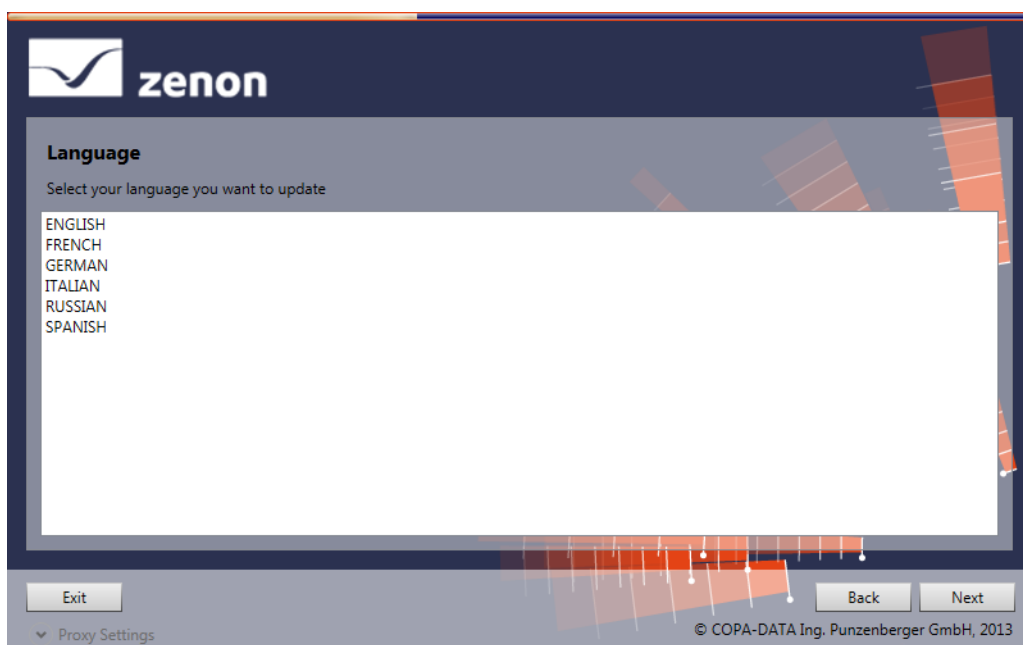 zenon
Language
Select your language you want to update
ENGLISH
FRENCH
GERMAN
ITALIAN
RUSSIAN
SPANISH
Exit
Back
Next
Proxy Settings
© COPA-DATA Ing. Punzenberger GmbH, 2013